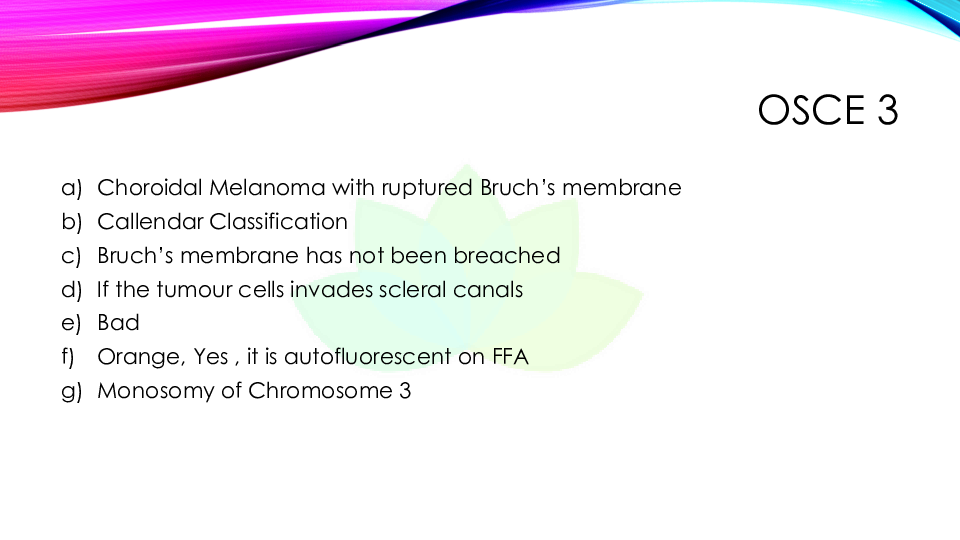 OSCE 3
a) Choroidal Melanoma with ruptured Bruch’s membrane
b) Callendar Classification
c) Bruch’s membrane has not been breached
d) If the tumour cells invades scleral canals
e) Bad
f) Orange, Yes , it is autofluorescent on FFA
g) Monosomy of Chromosome 3